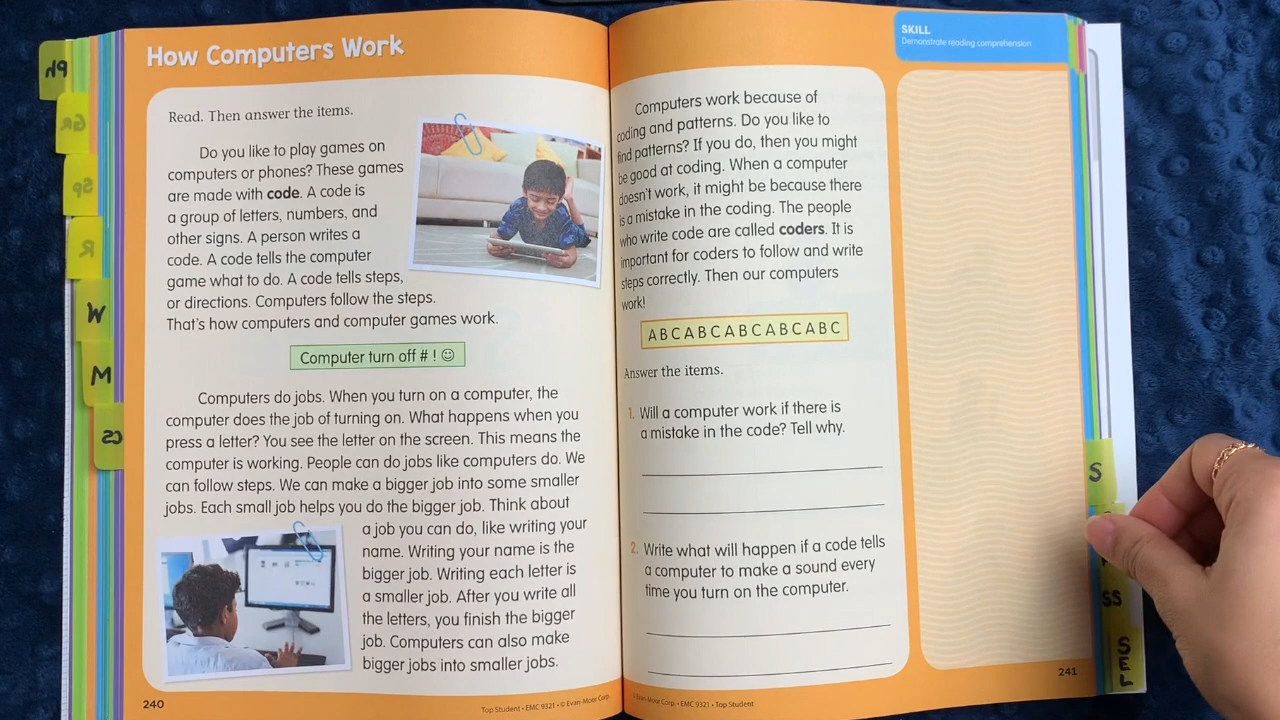 How Computers Work
Read. Then answer the items.
Do you like to play games on
computers or phones? These games
are made with code. A code is
a group of letters, numbers, and
other signs. A person writes a
code. A code tells the computer
game what to do. A code tells steps,
or directions. Computers follow the steps.
That's how computers and computer games work.
Computer turn off # ! ☺
Computers do jobs. When you turn on a computer, the
computer does the job of turning on. What happens when you
press a letter? You see the letter on the screen. This means the
computer is working. People can do jobs like computers do. We
can follow steps. We can make a bigger job into some smaller
jobs. Each small job helps you do the bigger job. Think about
a job you can do, like writing your
name. Writing your name is the
bigger job. Writing each letter is
a smaller job. After you write all
the letters, you finish the bigger
job. Computers can also make
bigger jobs into smaller jobs.
240
Top Student • EMC 9321 • © Evan-Moor Corp.
Ph
Gr
Sp
R
W
M
CS
SKILL
Demonstrate reading comprehension
Computers work because of
coding and patterns. Do you like to
find patterns? If you do, then you might
be good at coding. When a computer
doesn't work, it might be because there
is a mistake in the coding. The people
who write code are called coders. It is
important for coders to follow and write
steps correctly. Then our computers
work!
ABCABCABCABCABC
Answer the items.
1. Will a computer work if there is
a mistake in the code? Tell why.
2. Write what will happen if a code tells
a computer to make a sound every
time you turn on the computer.
© Evan-Moor Corp. • EMC 9321 • Top Student
241
S
SS
SEL